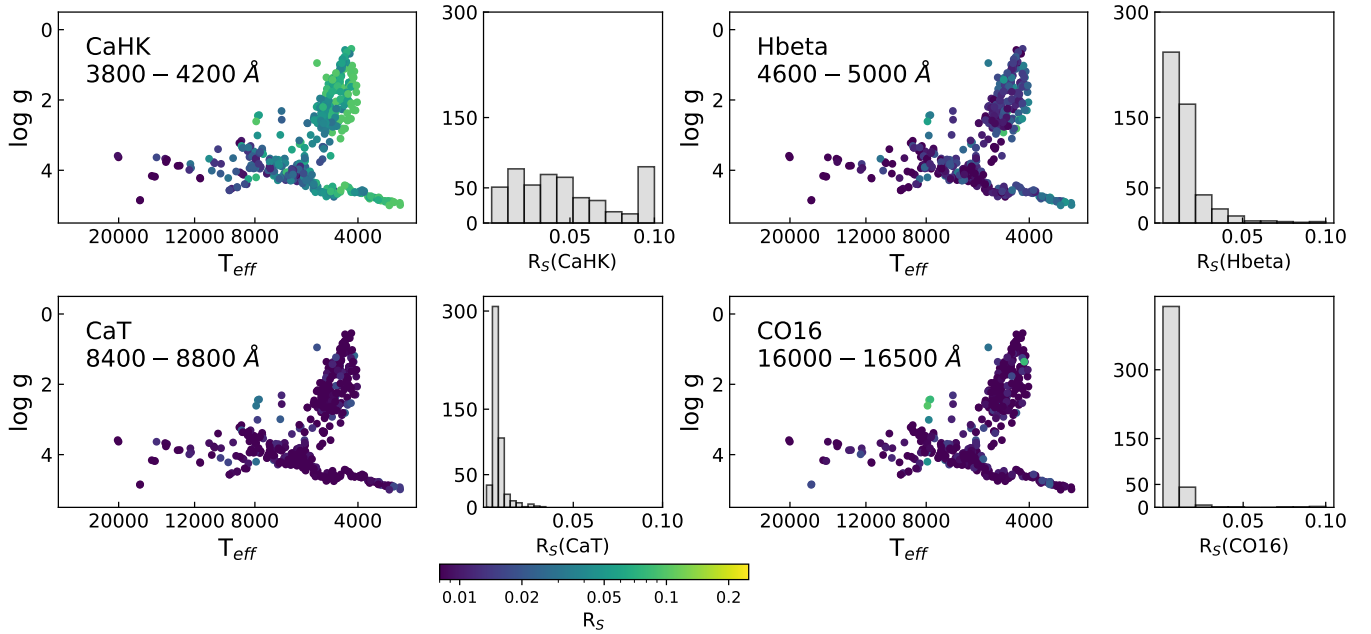 CaHK
3800 − 4200 Å
0
2
4
log g
20000 12000 8000 4000
T_eff
300
150
50
0
0.05 0.10
R_S(CaHK)
Hbeta
4600 − 5000 Å
0
2
4
log g
20000 12000 8000 4000
T_eff
300
150
50
0
0.05 0.10
R_S(Hbeta)
CaT
8400 − 8800 Å
0
2
4
log g
20000 12000 8000 4000
T_eff
300
150
50
0
0.05 0.10
R_S(CaT)
CO16
16000 − 16500 Å
0
2
4
log g
20000 12000 8000 4000
T_eff
300
150
50
0
0.05 0.10
R_S(CO16)
0.01 0.02 0.05 0.1 0.2
R_S